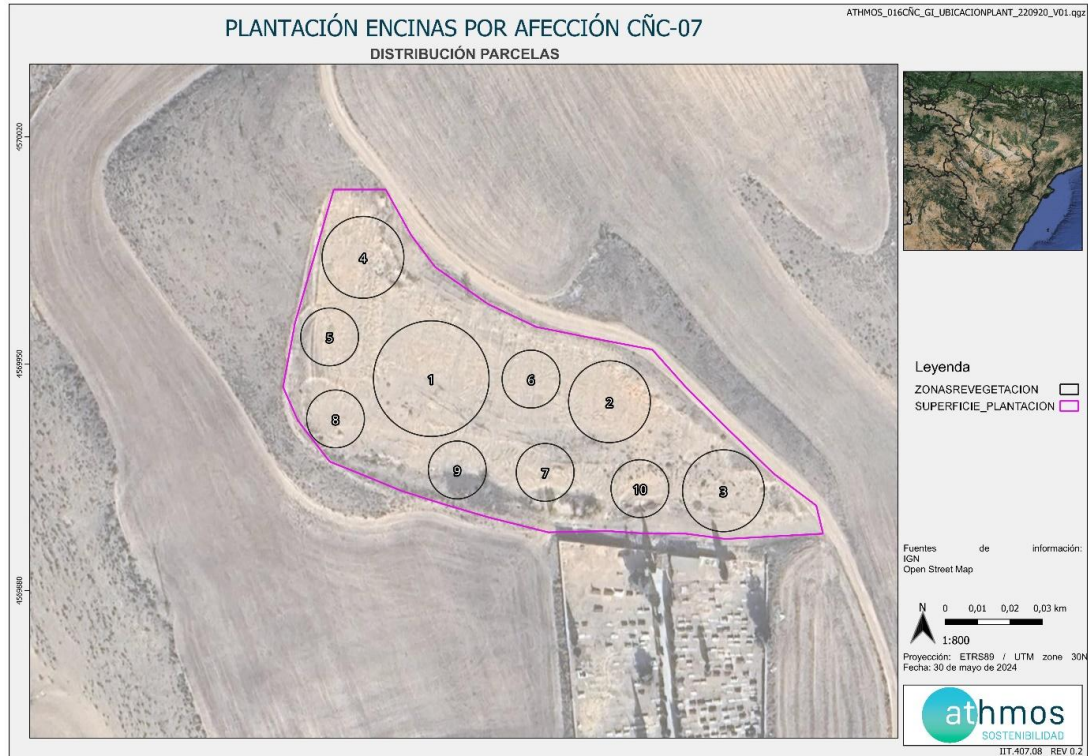 ATHMOS_016CÑC_GI_UBICACIONPLANT_220920_V01.qgz
PLANTACIÓN ENCINAS POR AFECCIÓN CÑC-07
DISTRIBUCIÓN PARCELAS
4570020
4569950
4569880
4
5
1
6
2
8
9
7
10
3
Leyenda
ZONASREVEGETACION
SUPERFICIE_PLANTACION
Fuentes de información:
IGN
Open Street Map
N 0 0,01 0,02 0,03 km
1:800
Proyección: ETRS89 / UTM zone 30N
Fecha: 30 de mayo de 2024
athmos
SOSTENIBILIDAD
IIT.407.08 REV 0.2